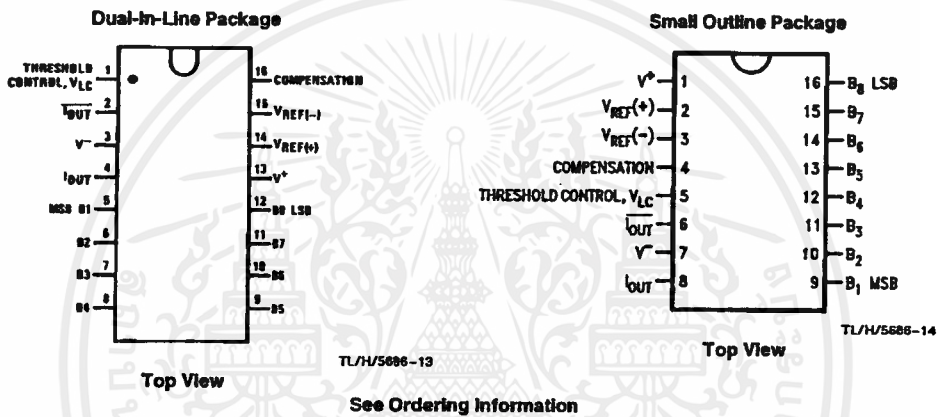 Dual-In-Line Package
THRESHOLD
CONTROL, VLC
1
I̅O̅U̅T̅
2
V−
3
IOUT
4
MSB B1
5
B2
6
B3
7
B4
8
16
COMPENSATION
15
VREF(−)
14
VREF(+)
13
V+
12
B8 LSB
11
B7
10
B6
9
B5
TL/H/5686-13
Top View
Small Outline Package
V+ 1
VREF(+) 2
VREF(−) 3
COMPENSATION 4
THRESHOLD CONTROL, VLC 5
I̅O̅U̅T̅ 6
V− 7
IOUT 8
16 B8 LSB
15 B7
14 B6
13 B5
12 B4
11 B3
10 B2
9 B1 MSB
TL/H/5686-14
Top View
See Ordering Information